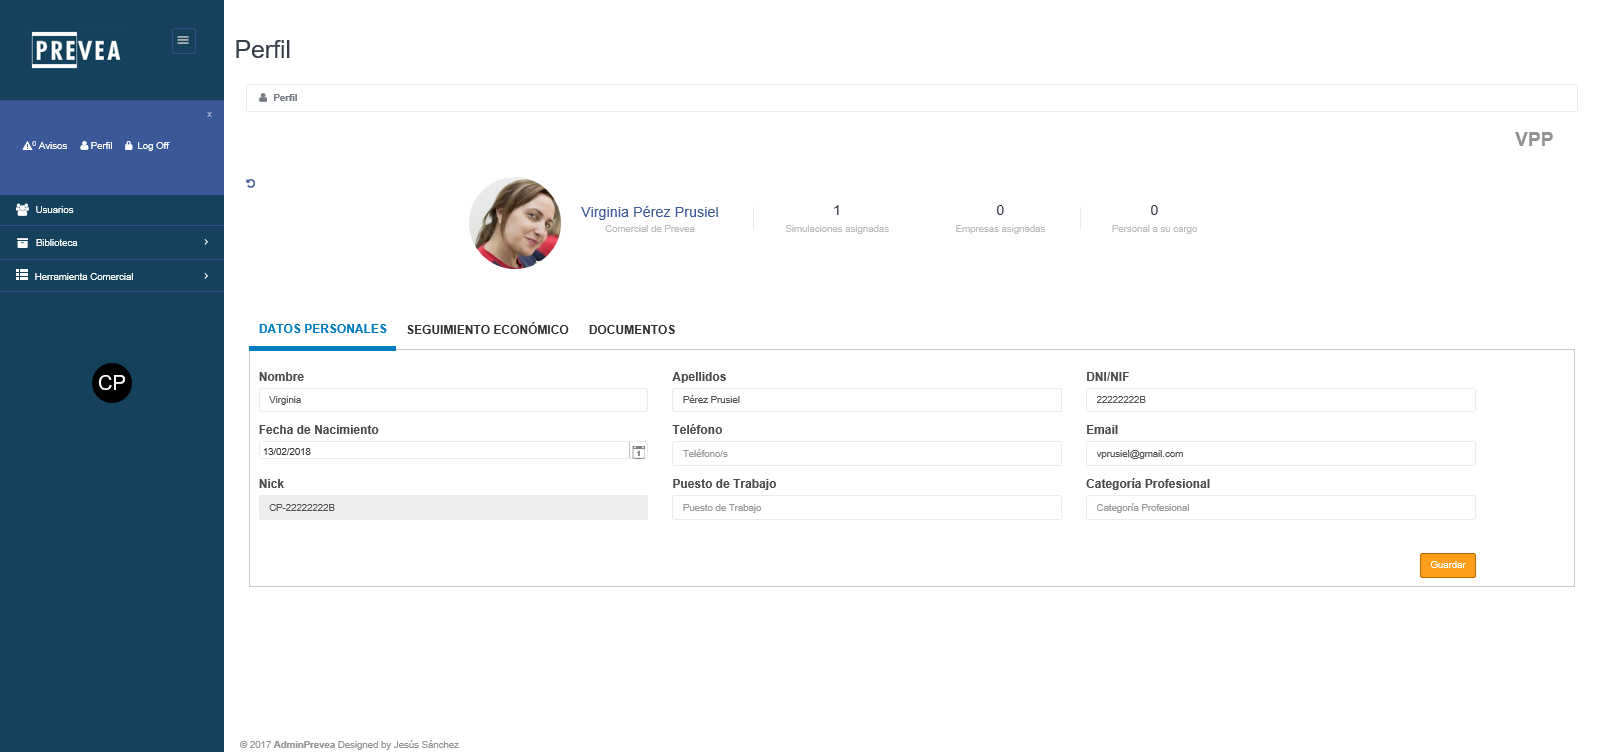 PREVEA
Perfil
Perfil
x
0 Avisos Perfil Log Off
VPP
Usuarios
Biblioteca
Herramienta Comercial
CP
Virginia Pérez Prusiel
Comercial de Prevea
1
Simulaciones asignadas
0
Empresas asignadas
0
Personal a su cargo
DATOS PERSONALES SEGUIMIENTO ECONÓMICO DOCUMENTOS
Nombre Apellidos DNI/NIF
Virginia Pérez Prusiel 22222222B
Fecha de Nacimiento Teléfono Email
13/02/2018 1 Teléfono/s vprusiel@gmail.com
Nick Puesto de Trabajo Categoría Profesional
CP-22222222B Puesto de Trabajo Categoría Profesional
Guardar
© 2017 AdminPrevea Designed by Jesús Sánchez